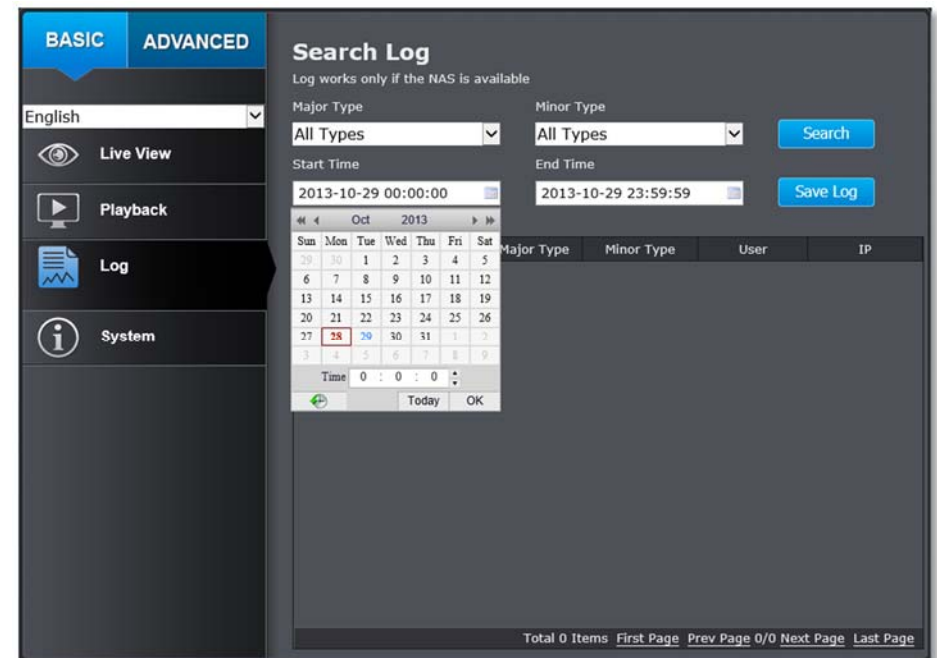 BASIC ADVANCED
English
Live View
Playback
Log
System
Search Log
Log works only if the NAS is available
Major Type Minor Type
All Types All Types Search
Start Time End Time
2013-10-29 00:00:00 2013-10-29 23:59:59 Save Log
Oct 2013
Sun Mon Tue Wed Thu Fri Sat
29 30 1 2 3 4 5
6 7 8 9 10 11 12
13 14 15 16 17 18 19
20 21 22 23 24 25 26
27 28 29 30 31 1 2
3 4 5 6 7 8 9
Time 0 : 0 : 0
Today OK
Major Type Minor Type User IP
Total 0 Items First Page Prev Page 0/0 Next Page Last Page